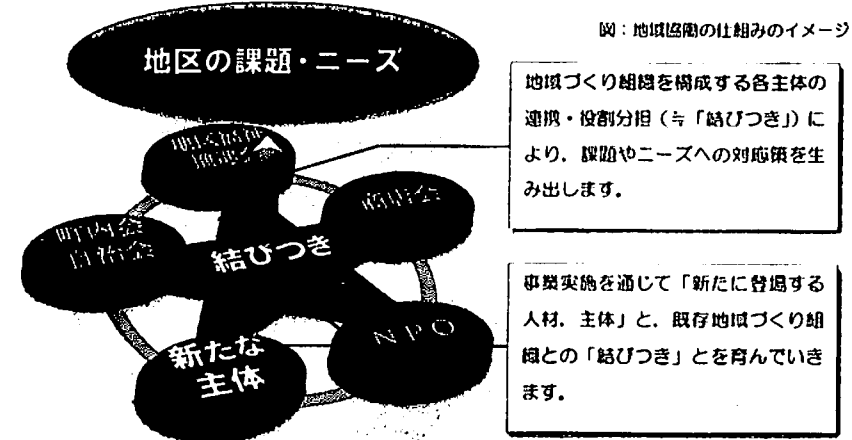 図：地域協働の仕組みのイメージ
地区の課題・ニーズ
地域づくり組織を構成する各主体の
連携・役割分担（≒「結びつき」）に
より、課題やニーズへの対応策を生
み出します。
商店会
町内会
自治会
結びつき
ＮＰＯ
新たな
主体
事業実施を通じて「新たに登場する
人材、主体」と、既存地域づくり組
織との「結びつき」とを育んでいき
ます。